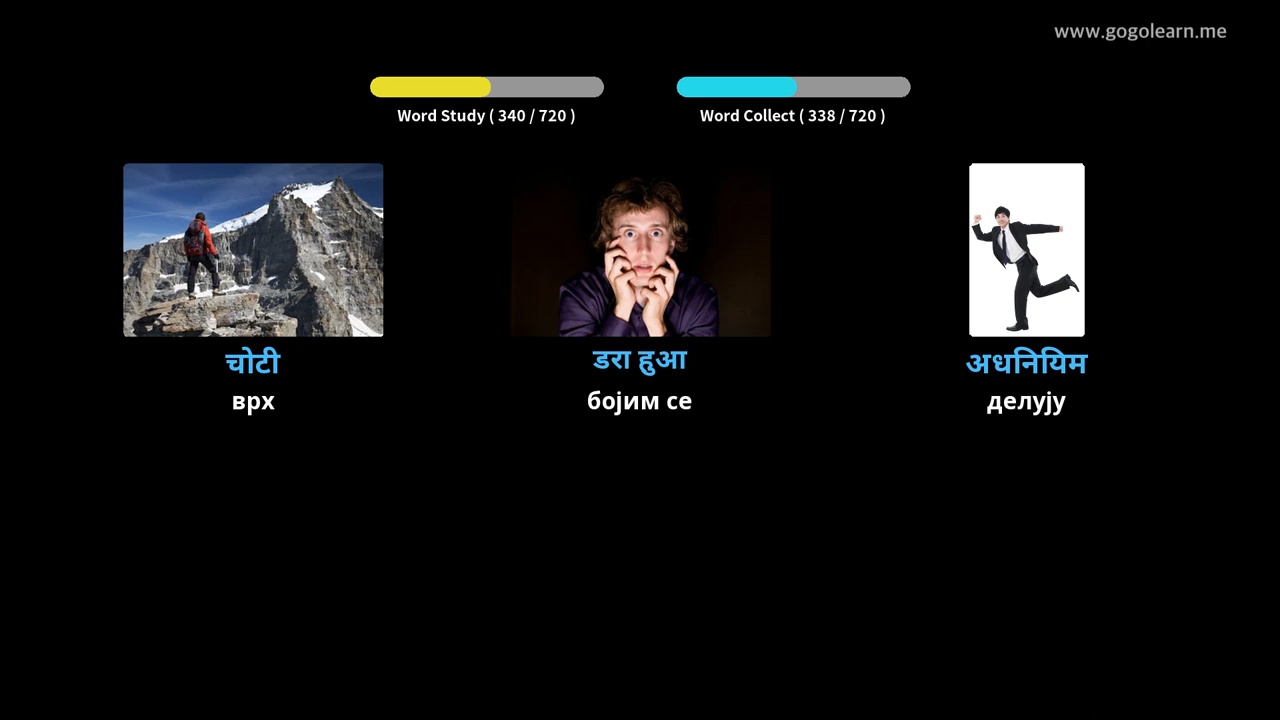 www.gogolearn.me
Word Study ( 340 / 720 )
Word Collect ( 338 / 720 )
चोटी
डरा हुआ
अधनियिम
врх
бојим се
делују